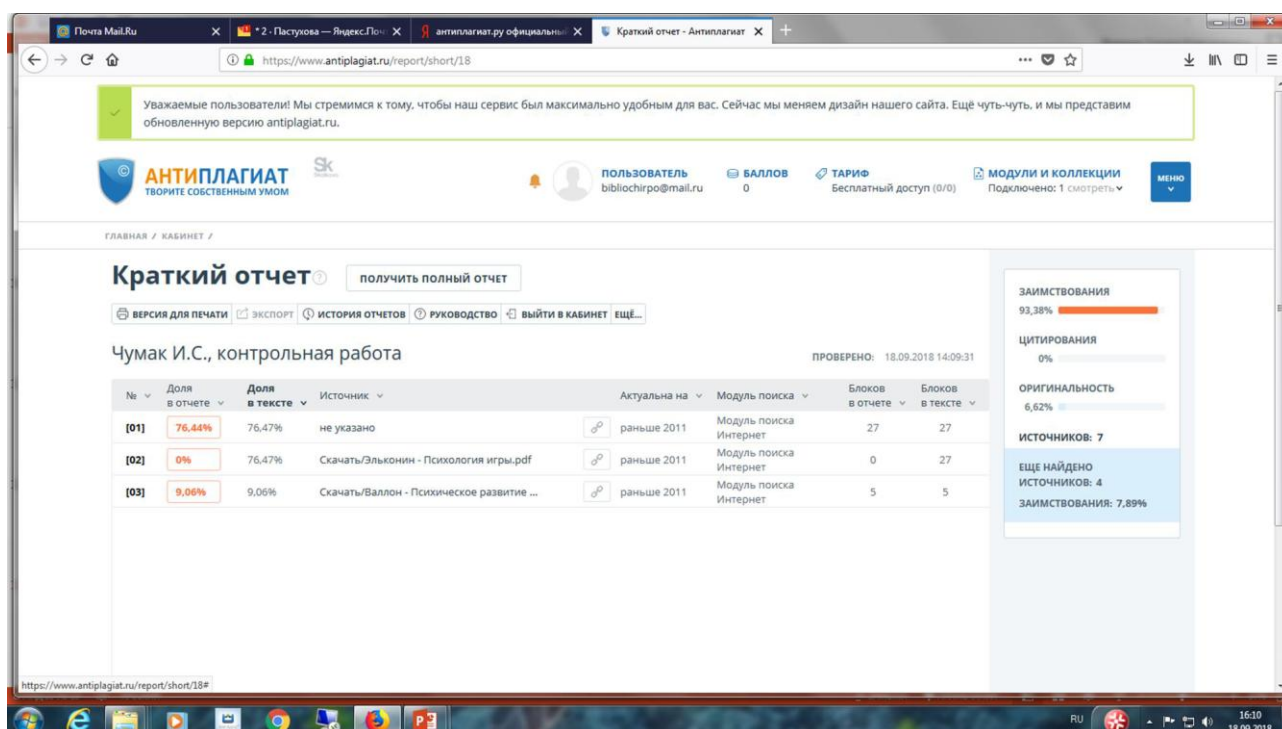 Почта Mail.Ru
* 2 · Пастухова — Яндекс.Поч
антиплагиат.ру официальный
Краткий отчет - Антиплагиат
https://www.antiplagiat.ru/report/short/18
Уважаемые пользователи! Мы стремимся к тому, чтобы наш сервис был максимально удобным для вас. Сейчас мы меняем дизайн нашего сайта. Ещё чуть-чуть, и мы представим
обновленную версию antiplagiat.ru.
АНТИПЛАГИАТ
ТВОРИТЕ СОБСТВЕННЫМ УМОМ
Sk
ПОЛЬЗОВАТЕЛЬ
bibliochirpo@mail.ru
БАЛЛОВ
0
ТАРИФ
Бесплатный доступ (0/0)
МОДУЛИ И КОЛЛЕКЦИИ
Подключено: 1 смотреть
МЕНЮ
ГЛАВНАЯ / КАБИНЕТ /
Краткий отчет ?
ПОЛУЧИТЬ ПОЛНЫЙ ОТЧЕТ
ВЕРСИЯ ДЛЯ ПЕЧАТИ ЭКСПОРТ ИСТОРИЯ ОТЧЕТОВ РУКОВОДСТВО ВЫЙТИ В КАБИНЕТ ЕЩЁ...
Чумак И.С., контрольная работа
ПРОВЕРЕНО: 18.09.2018 14:09:31
№ Доля в отчете Доля в тексте Источник Актуальна на Модуль поиска Блоков в отчете Блоков в тексте
[01] 76,44% 76,47% не указано раньше 2011 Модуль поиска Интернет 27 27
[02] 0% 76,47% Скачать/Эльконин - Психология игры.pdf раньше 2011 Модуль поиска Интернет 0 27
[03] 9,06% 9,06% Скачать/Валлон - Психическое развитие ... раньше 2011 Модуль поиска Интернет 5 5
ЗАИМСТВОВАНИЯ
93,38%
ЦИТИРОВАНИЯ
0%
ОРИГИНАЛЬНОСТЬ
6,62%
ИСТОЧНИКОВ: 7
ЕЩЕ НАЙДЕНО
ИСТОЧНИКОВ: 4
ЗАИМСТВОВАНИЯ: 7,89%
https://www.antiplagiat.ru/report/short/18#
RU
16:10
18.09.2018